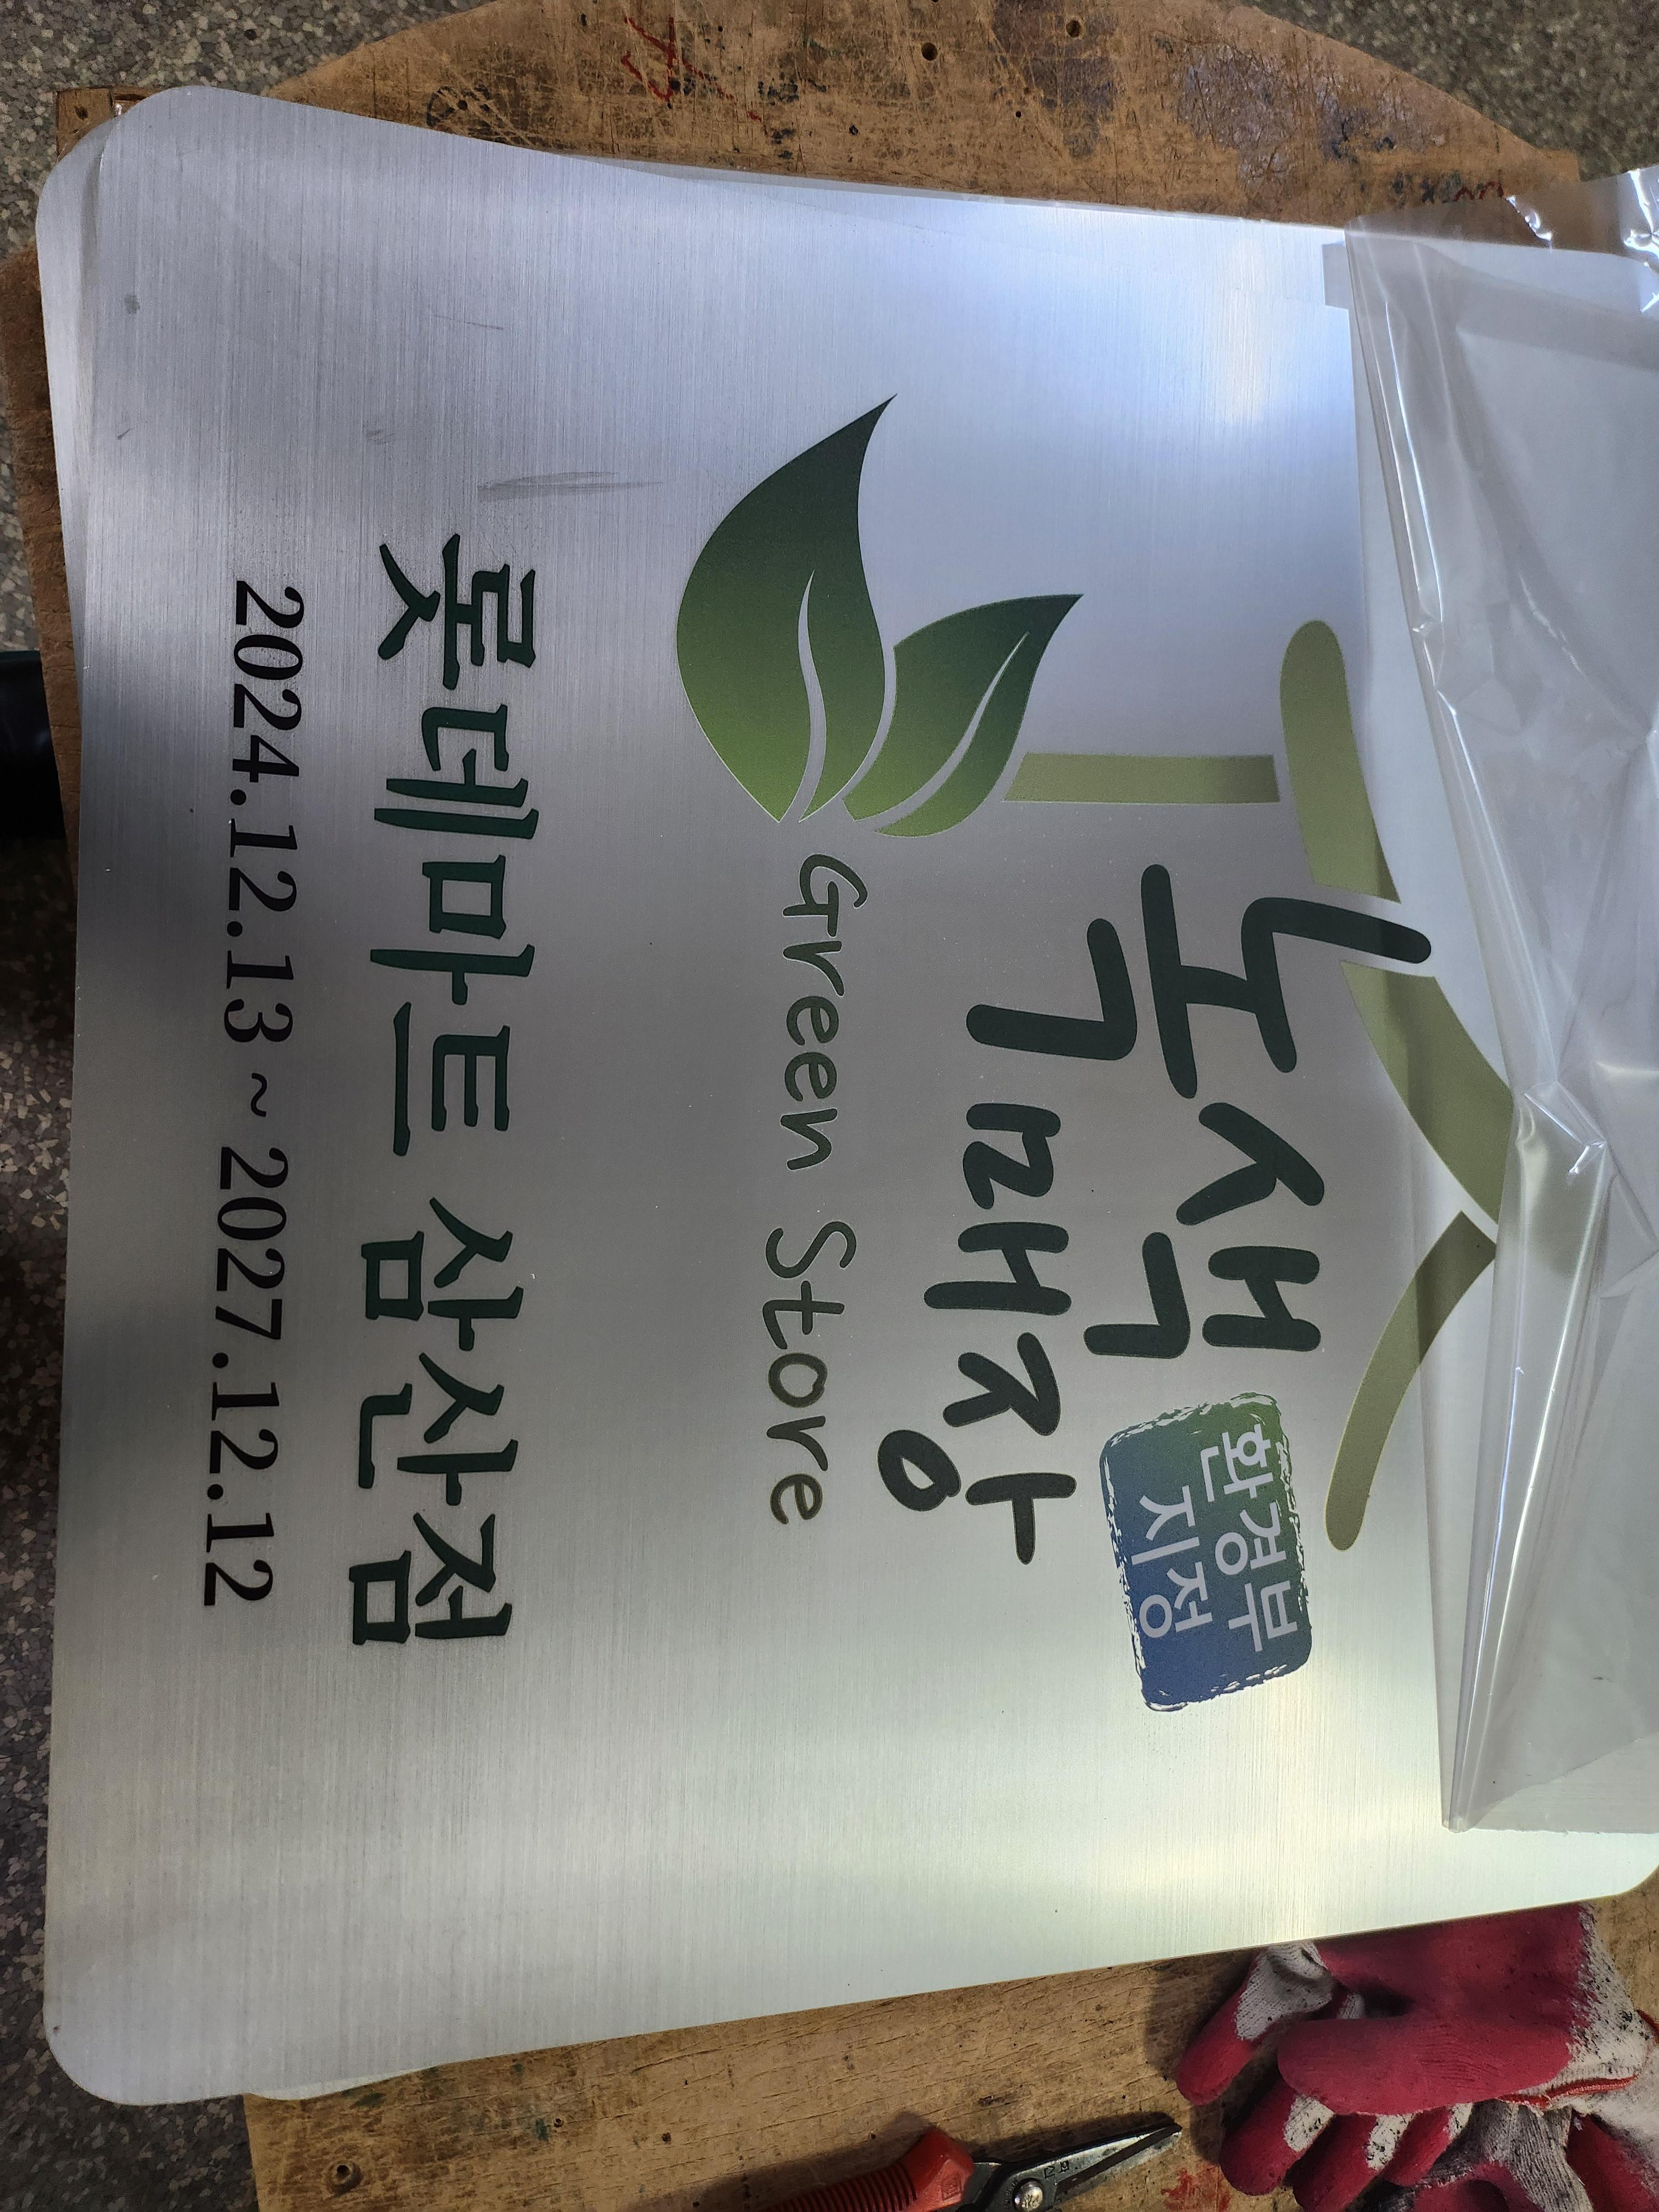 녹색
매장
환경부
지정
Green Store
롯데마트 삼산점
2024.12.13 ~ 2027.12.12